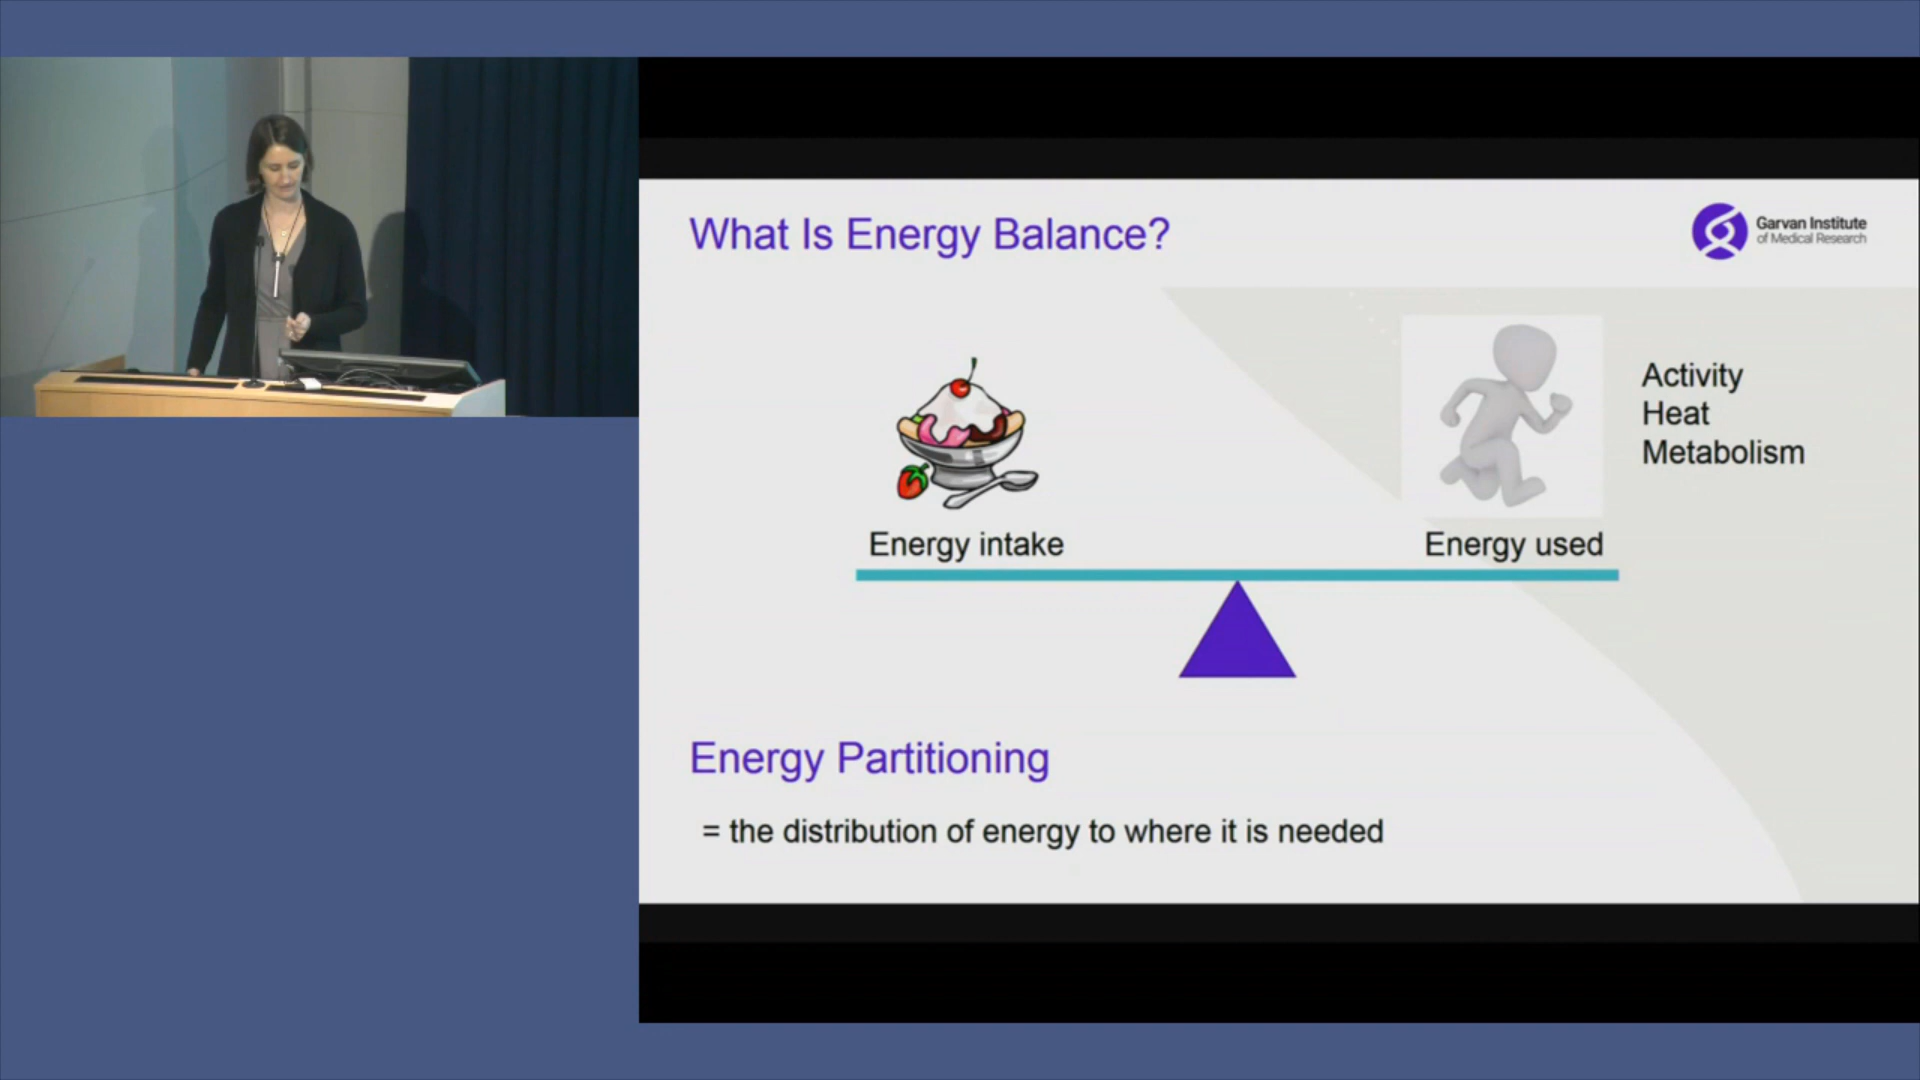 What Is Energy Balance?
Garvan Institute
of Medical Research
Activity
Heat
Metabolism
Energy intake
Energy used
Energy Partitioning
= the distribution of energy to where it is needed